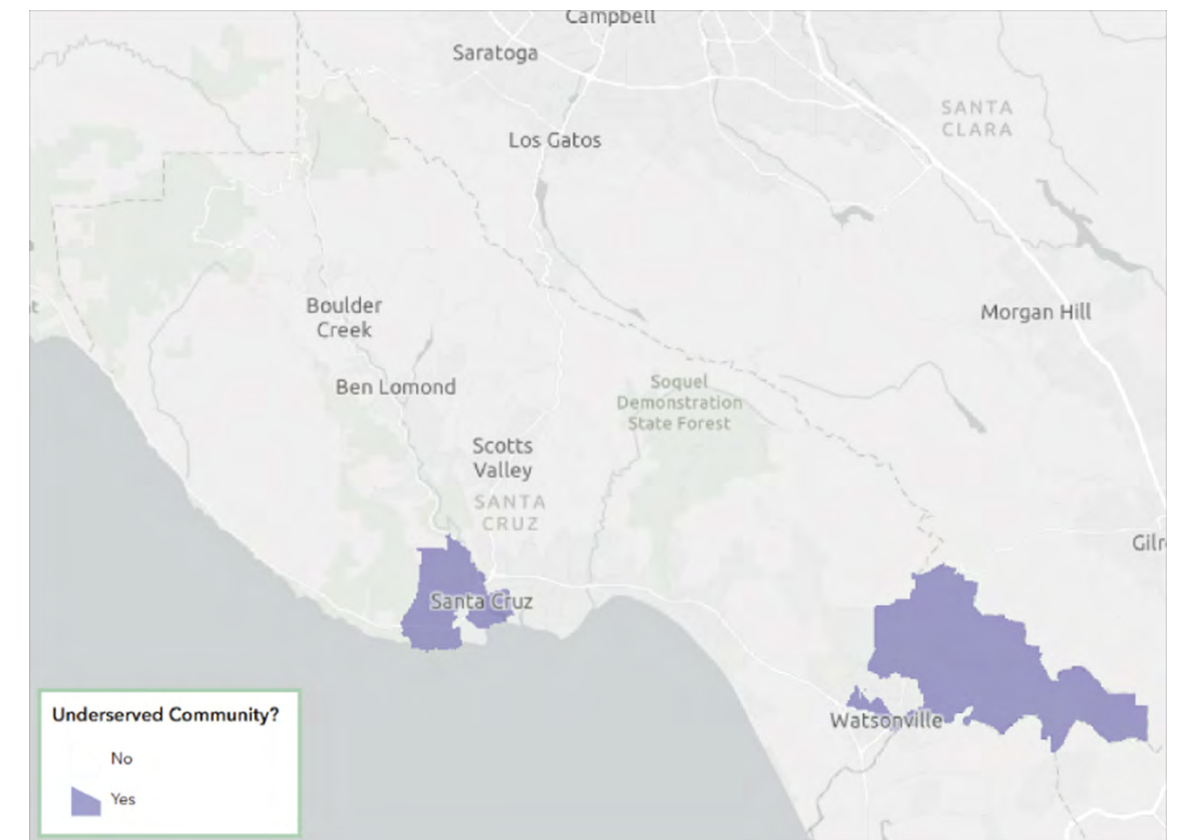 Campbell
Saratoga
SANTA
CLARA
Los Gatos
Boulder
Creek
Morgan Hill
Ben Lomond
Soquel
Demonstration
State Forest
Scotts
Valley
SANTA
CRUZ
Gilr
Santa Cruz
Watsonville
Underserved Community?
No
Yes